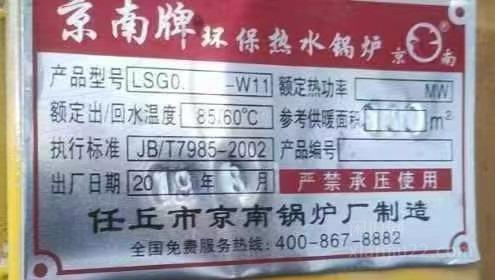 京南牌 环保热水锅炉 京南
产品型号 LSG0. -W11 额定热功率 MW
额定出/回水温度 85.60℃ 参考供暖面积 m²
执行标准 JB/T7985-2002 产品编号
出厂日期 2019年 月 严禁承压使用
任丘市京南锅炉厂制造
全国免费服务热线: 400-867-8882